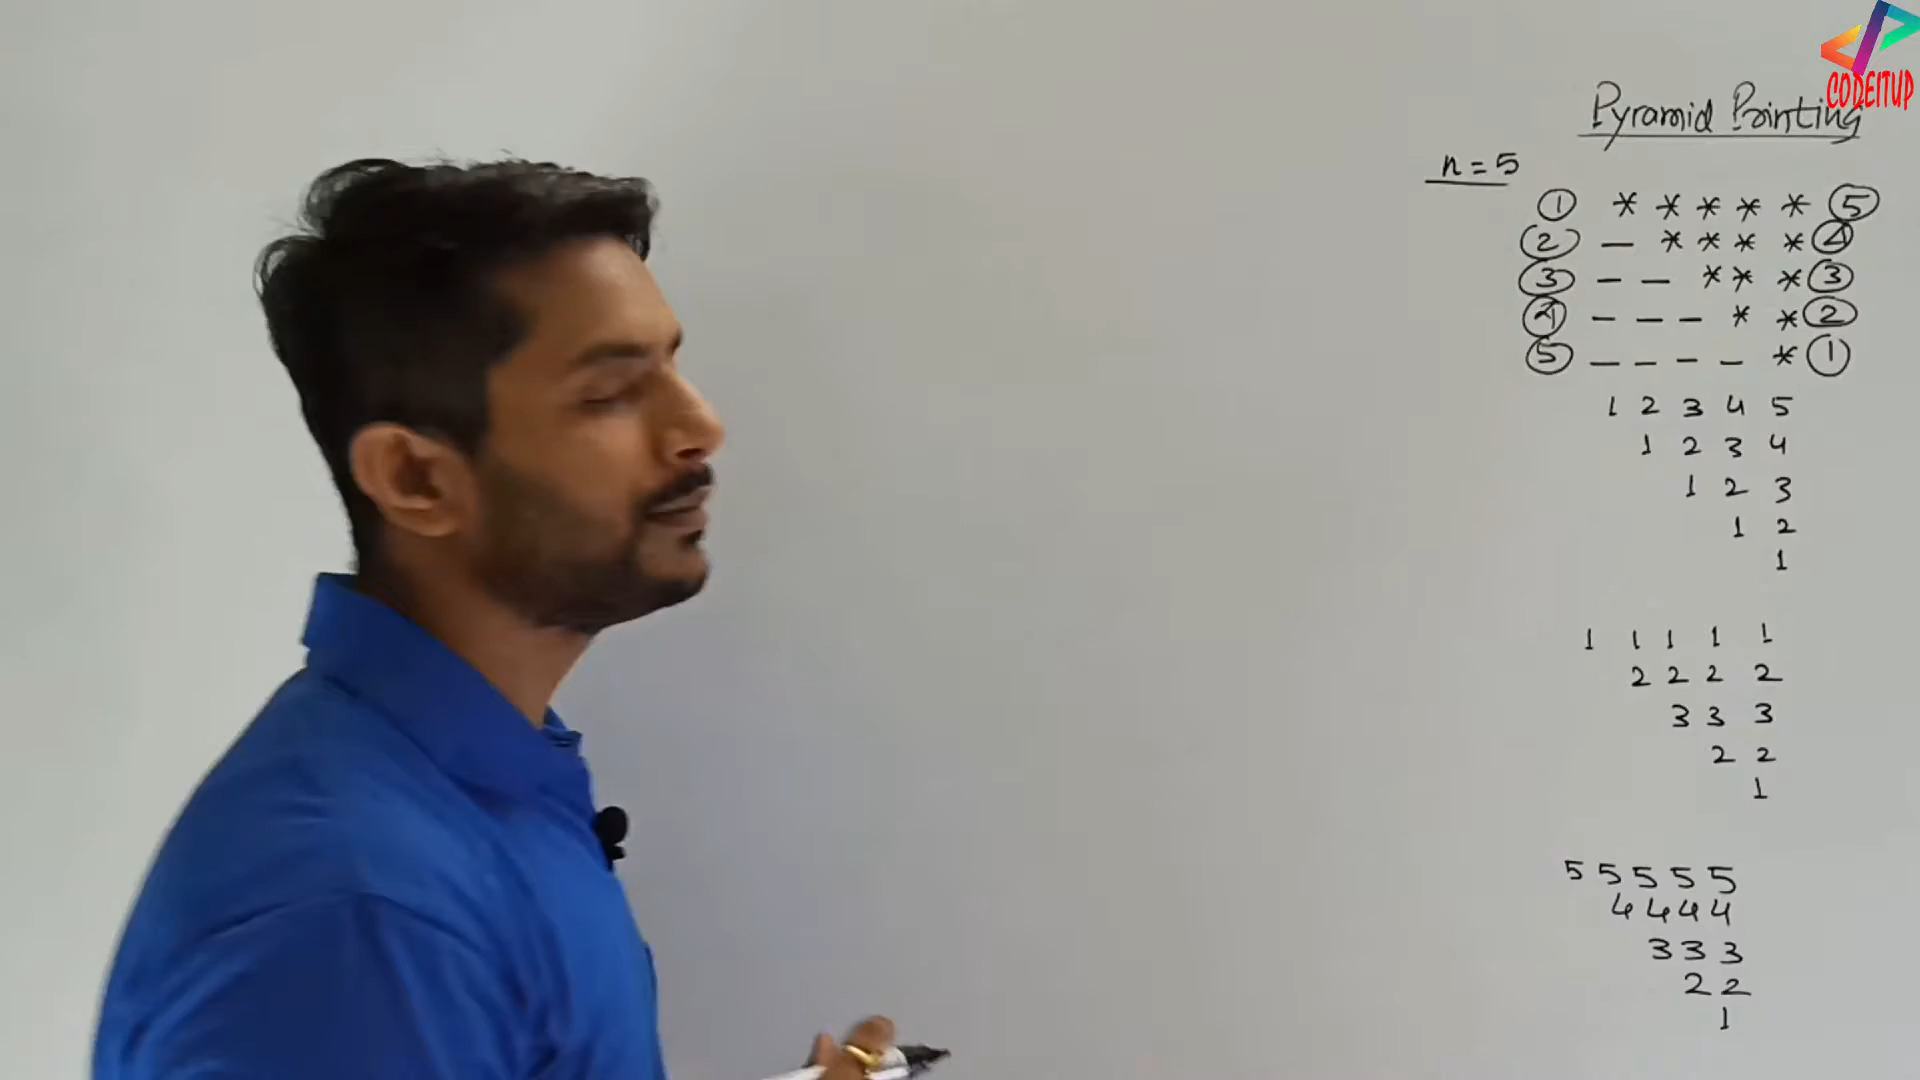 CODEITUP
Pyramid Printing
n = 5
1 * * * * * 5
2 — * * * * 4
3 — — * * * 3
4 — — — * * 2
5 — — — — * 1
1 2 3 4 5
1 2 3 4
1 2 3
1 2
1
1 1 1 1 1
2 2 2 2
3 3 3
2 2
1
5 5 5 5 5
4 4 4 4
3 3 3
2 2
1